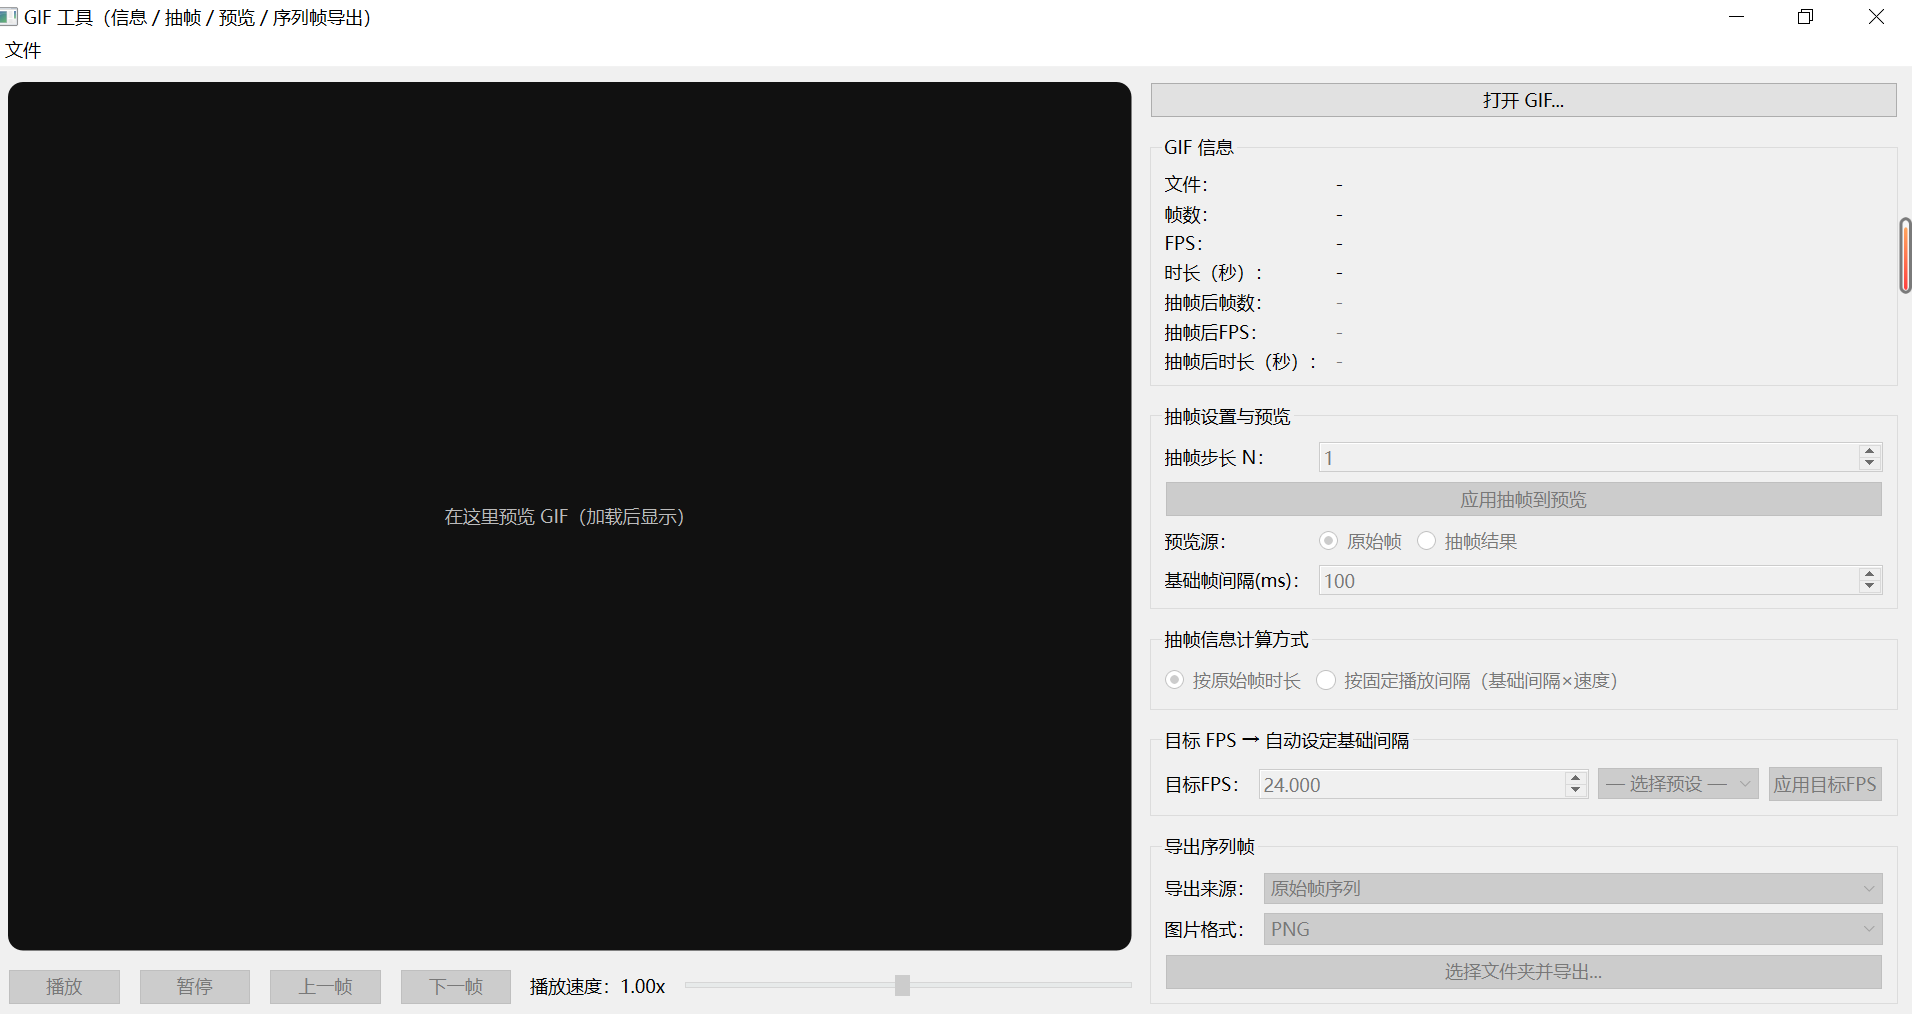 GIF 工具（信息 / 抽帧 / 预览 / 序列帧导出）
文件
在这里预览 GIF（加载后显示）
播放
暂停
上一帧
下一帧
播放速度：1.00x
打开 GIF...
GIF 信息
文件： -
帧数： -
FPS： -
时长（秒）： -
抽帧后帧数： -
抽帧后FPS： -
抽帧后时长（秒）： -
抽帧设置与预览
抽帧步长 N： 1
应用抽帧到预览
预览源： 原始帧 抽帧结果
基础帧间隔(ms)： 100
抽帧信息计算方式
按原始帧时长 按固定播放间隔（基础间隔×速度）
目标 FPS → 自动设定基础间隔
目标FPS： 24.000 — 选择预设 — 应用目标FPS
导出序列帧
导出来源： 原始帧序列
图片格式： PNG
选择文件夹并导出...